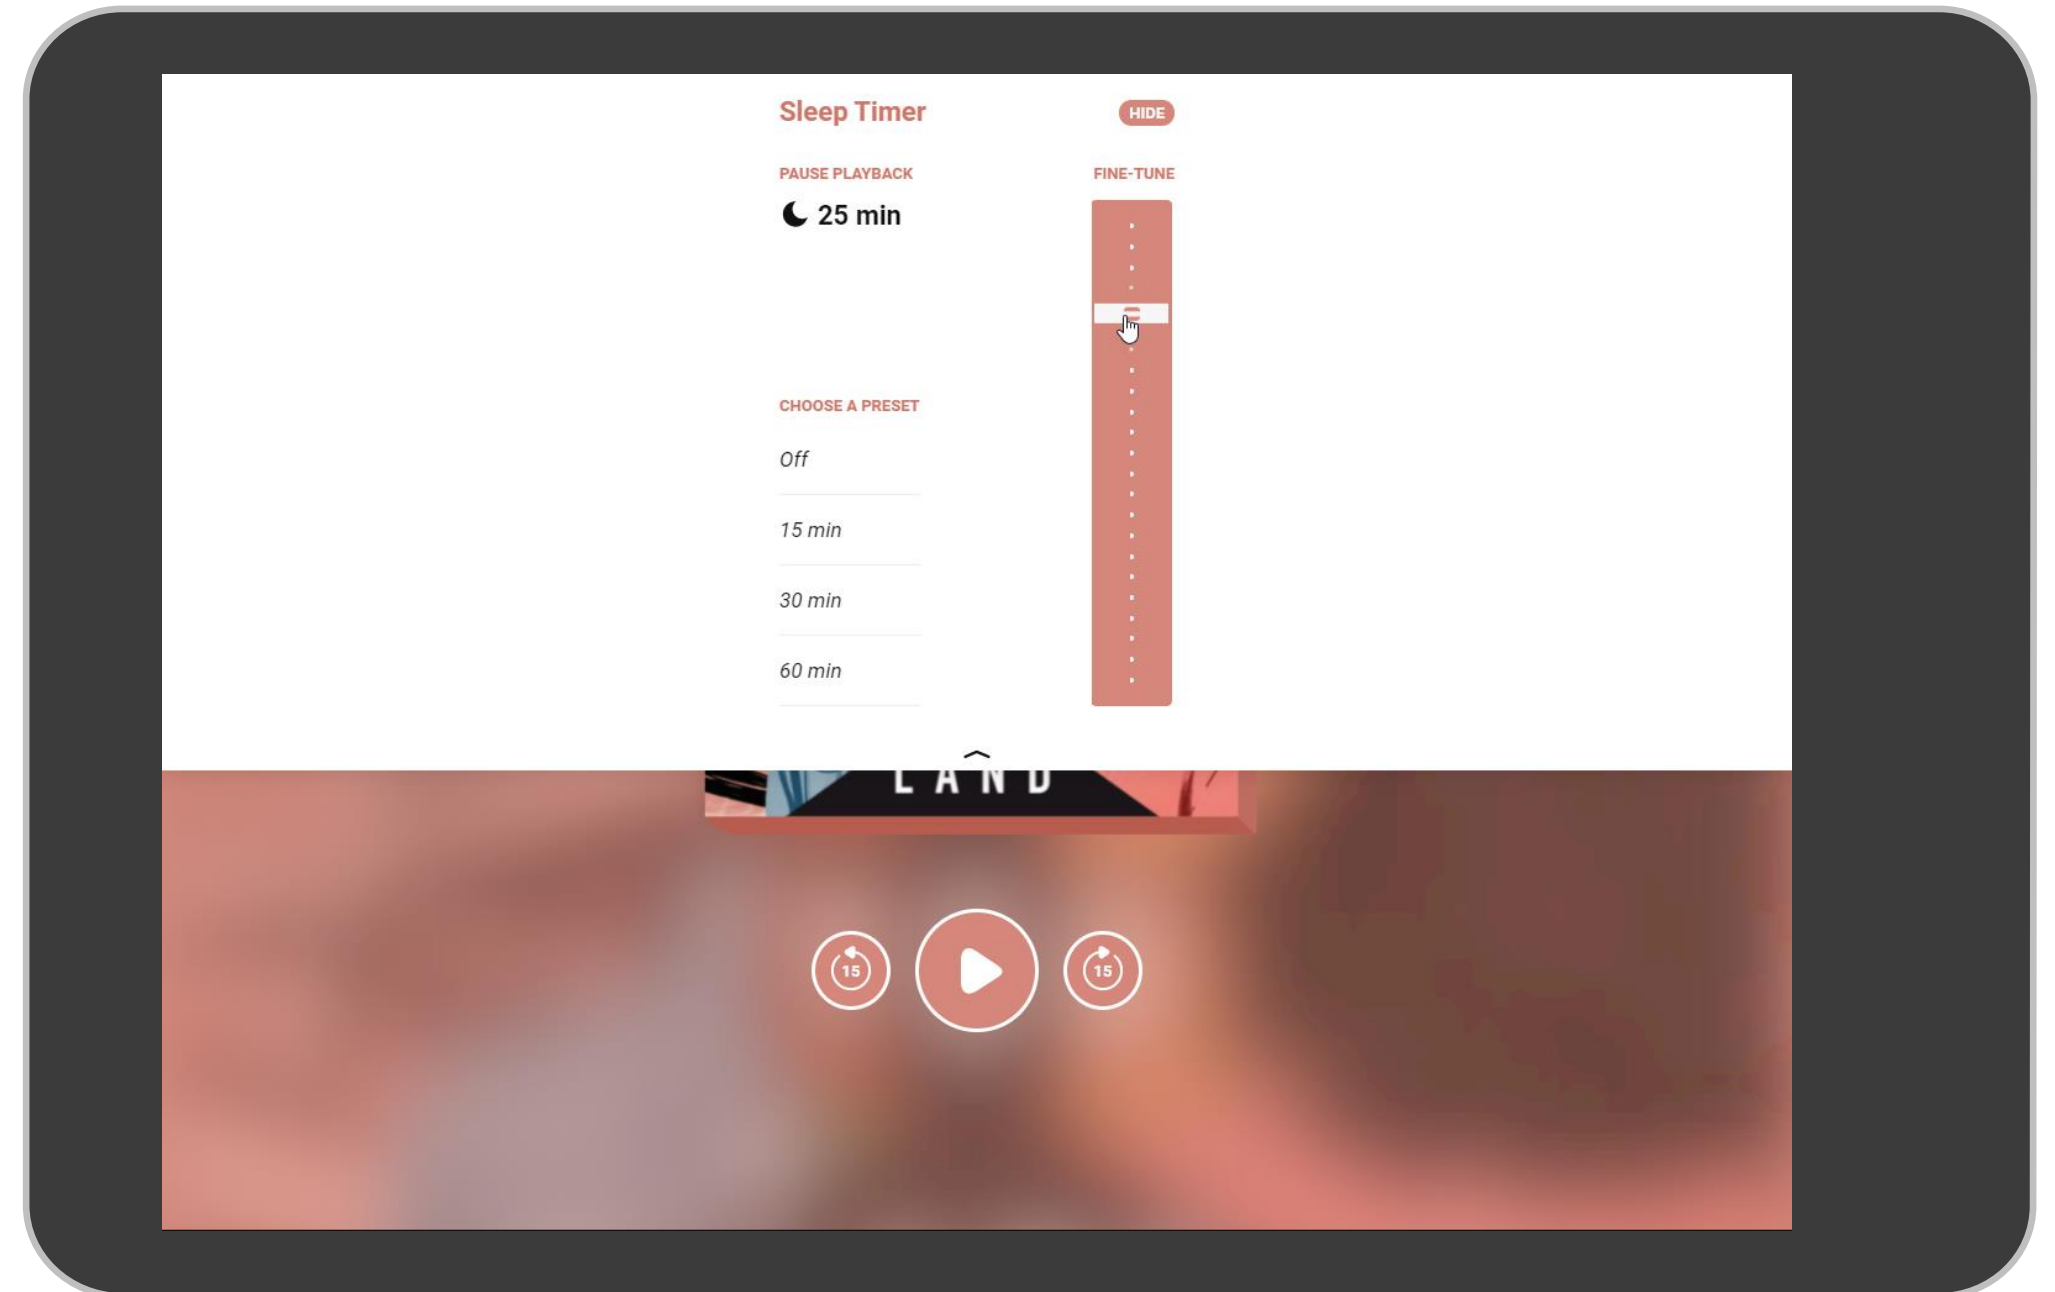 Sleep Timer
HIDE
PAUSE PLAYBACK
FINE-TUNE
25 min
CHOOSE A PRESET
Off
15 min
30 min
60 min
LAND
15
15